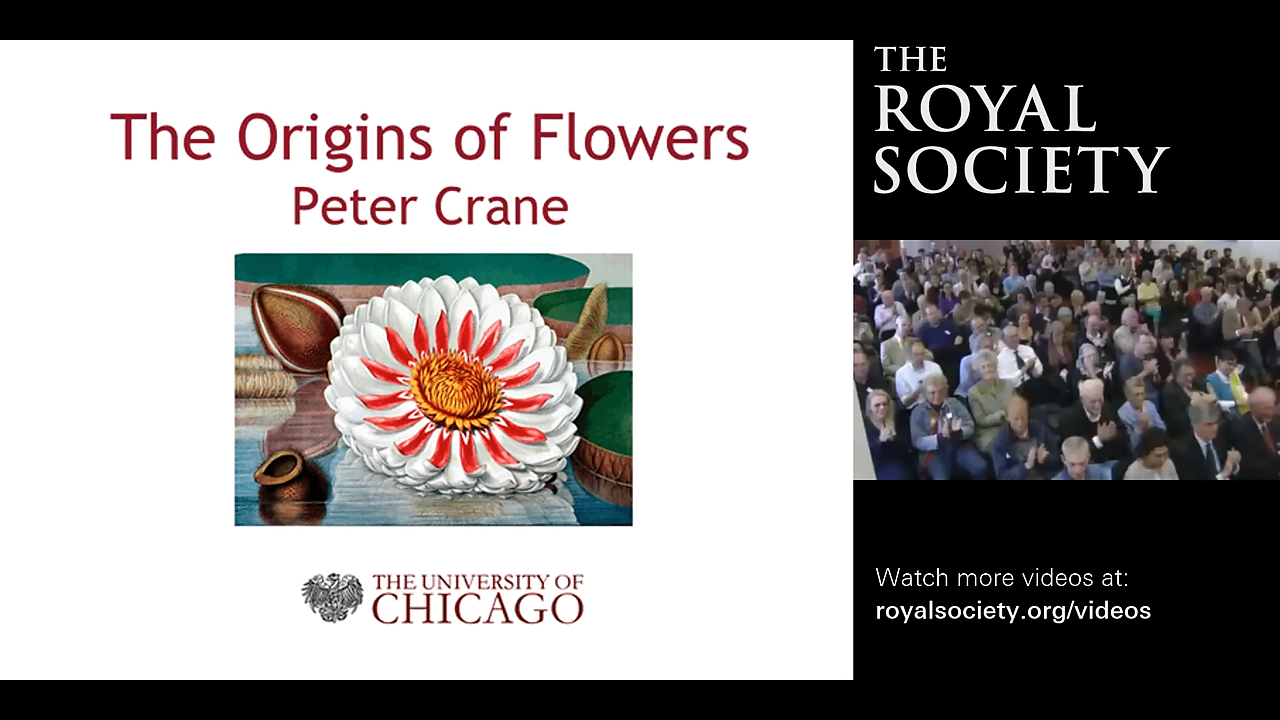 The Origins of Flowers
Peter Crane
THE UNIVERSITY OF
CHICAGO
THE
ROYAL
SOCIETY
Watch more videos at:
royalsociety.org/videos